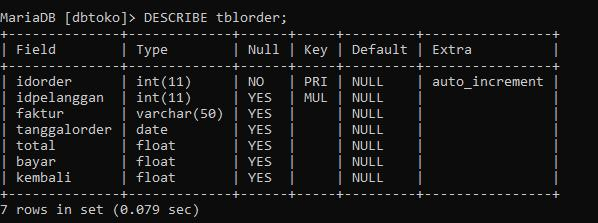 MariaDB [dbtoko]> DESCRIBE tblorder;
+--------------+-------------+------+-----+---------+----------------+
| Field        | Type        | Null | Key | Default | Extra          |
+--------------+-------------+------+-----+---------+----------------+
| idorder      | int(11)     | NO   | PRI | NULL    | auto_increment |
| idpelanggan  | int(11)     | YES  | MUL | NULL    |                |
| faktur       | varchar(50) | YES  |     | NULL    |                |
| tanggalorder | date        | YES  |     | NULL    |                |
| total        | float       | YES  |     | NULL    |                |
| bayar        | float       | YES  |     | NULL    |                |
| kembali      | float       | YES  |     | NULL    |                |
+--------------+-------------+------+-----+---------+----------------+
7 rows in set (0.079 sec)